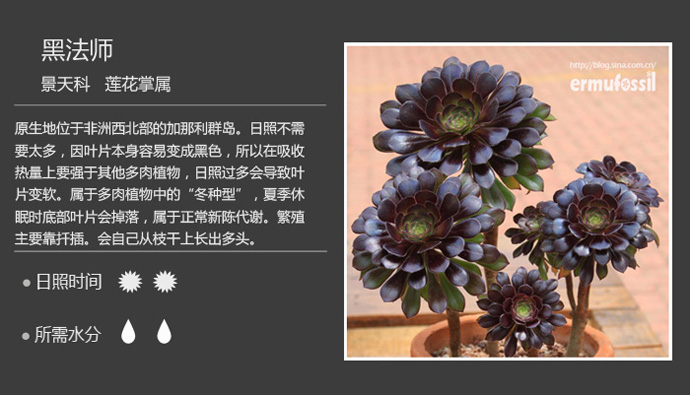 黑法师
景天科 莲花掌属
原生地位于非洲西北部的加那利群岛。日照不需
要太多，因叶片本身容易变成黑色，所以在吸收
热量上要强于其他多肉植物，日照过多会导致叶
片变软。属于多肉植物中的“冬种型”，夏季休
眠时底部叶片会掉落，属于正常新陈代谢。繁殖
主要靠扦插。会自己从枝干上长出多头。
日照时间
所需水分
http://blog.sina.com.cn/
ermufossil